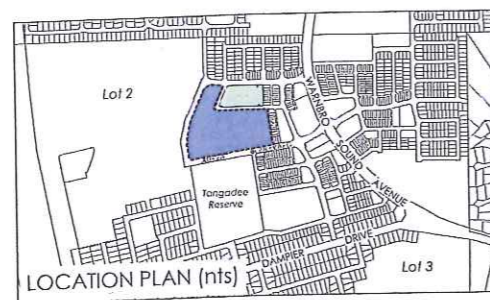 Lot 2
WARNBRO
SOUND
AVENUE
Tangadee
Reserve
DAMPIER DRIVE
LOCATION PLAN (nts)
Lot 3